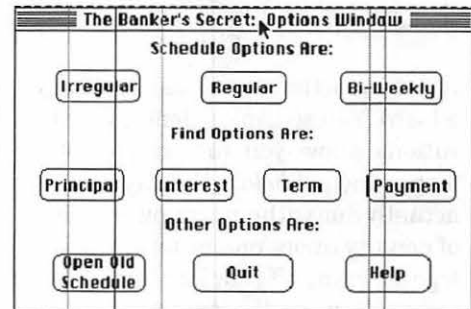 The Banker's Secret: Options Window
Schedule Options Are:
Irregular Regular Bi-Weekly
Find Options Are:
Principal Interest Term Payment
Other Options Are:
Open Old Quit Help
Schedule